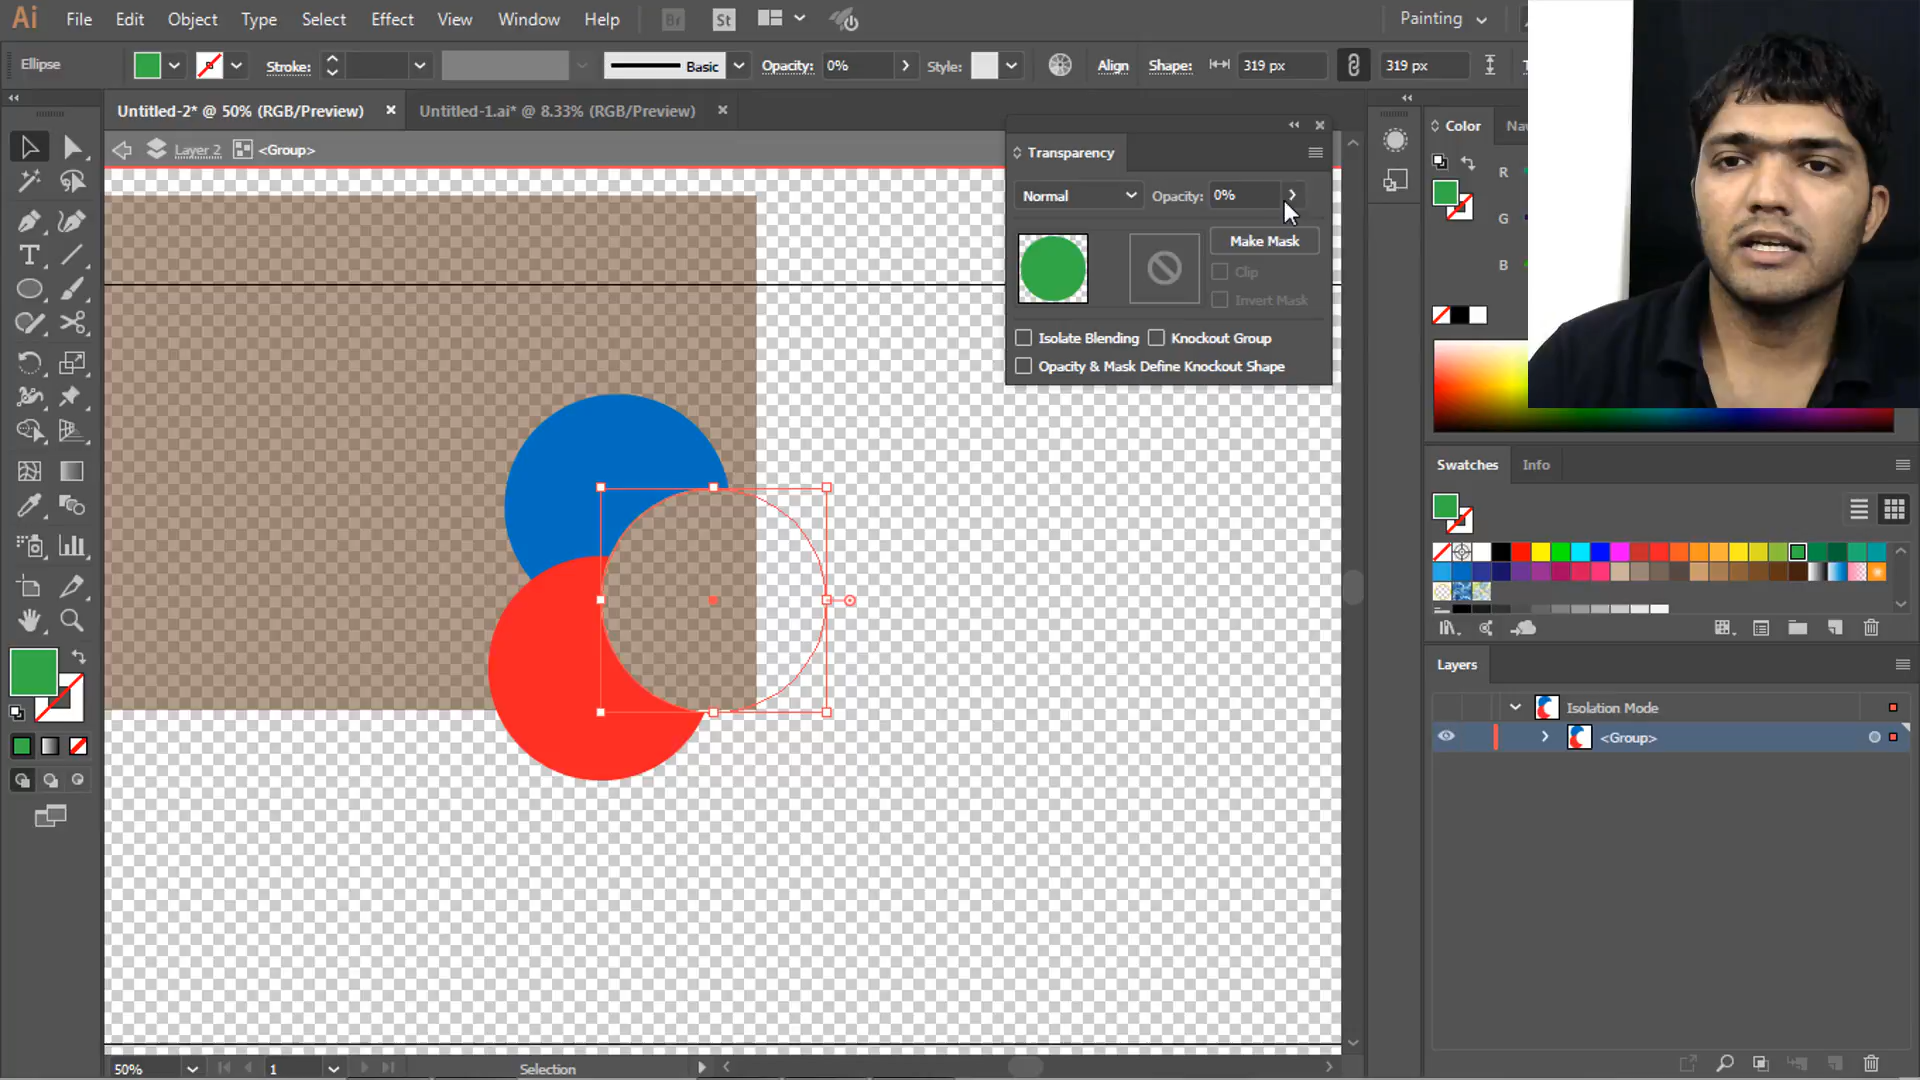 Ai File Edit Object Type Select Effect View Window Help Br St Painting
Ellipse Stroke: Basic Opacity: 0% Style: Align Shape: 319 px 319 px
Untitled-2* @ 50% (RGB/Preview) Untitled-1.ai* @ 8.33% (RGB/Preview)
Layer 2 <Group>
Transparency
Normal Opacity: 0%
Make Mask
Clip
Invert Mask
Isolate Blending Knockout Group
Opacity & Mask Define Knockout Shape
Color
R
G
B
Swatches Info
Layers
Isolation Mode
<Group>
50% 1 Selection